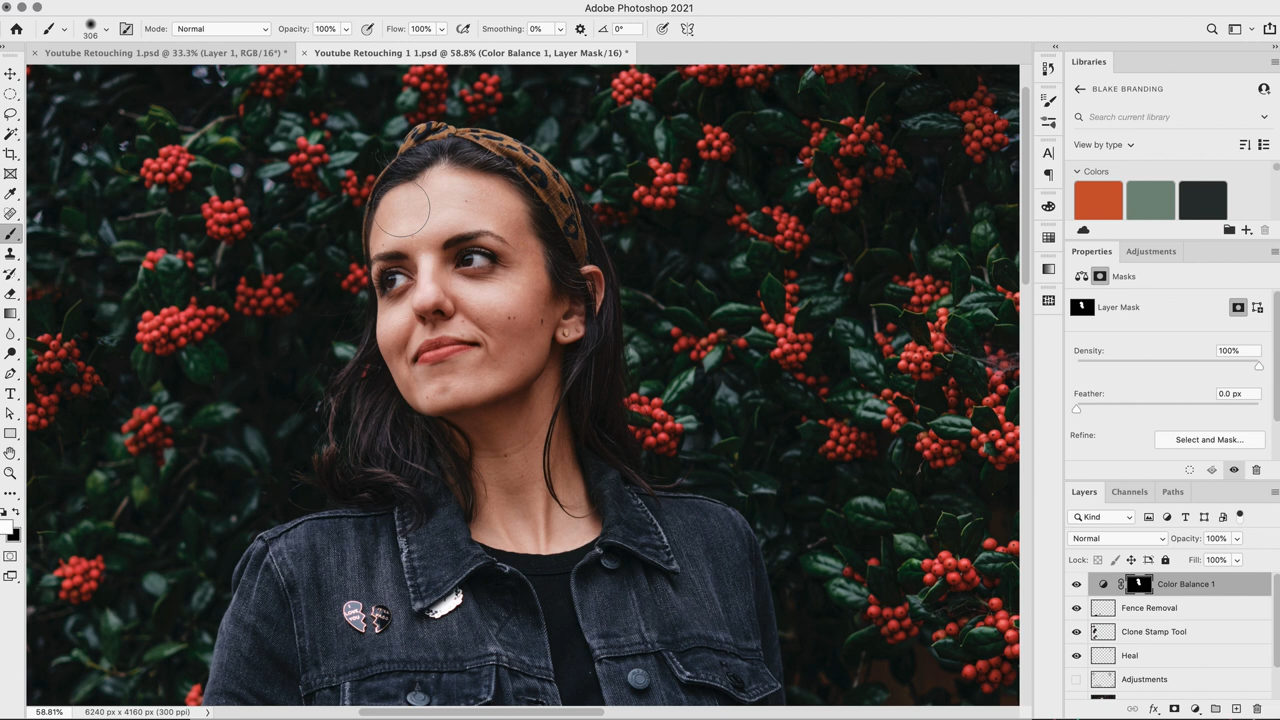 Adobe Photoshop 2021
306 Mode: Normal Opacity: 100% Flow: 100% Smoothing: 0% 0°
Youtube Retouching 1.psd @ 33.3% (Layer 1, RGB/16*) *
Youtube Retouching 1 1.psd @ 58.8% (Color Balance 1, Layer Mask/16) *
Libraries
BLAKE BRANDING
Search current library
View by type
Colors
Properties Adjustments
Masks
Layer Mask
Density: 100%
Feather: 0.0 px
Refine: Select and Mask...
Layers Channels Paths
Kind
Normal Opacity: 100%
Lock: Fill: 100%
Color Balance 1
Fence Removal
Clone Stamp Tool
Heal
Adjustments
58.81% 6240 px x 4160 px (300 ppi)